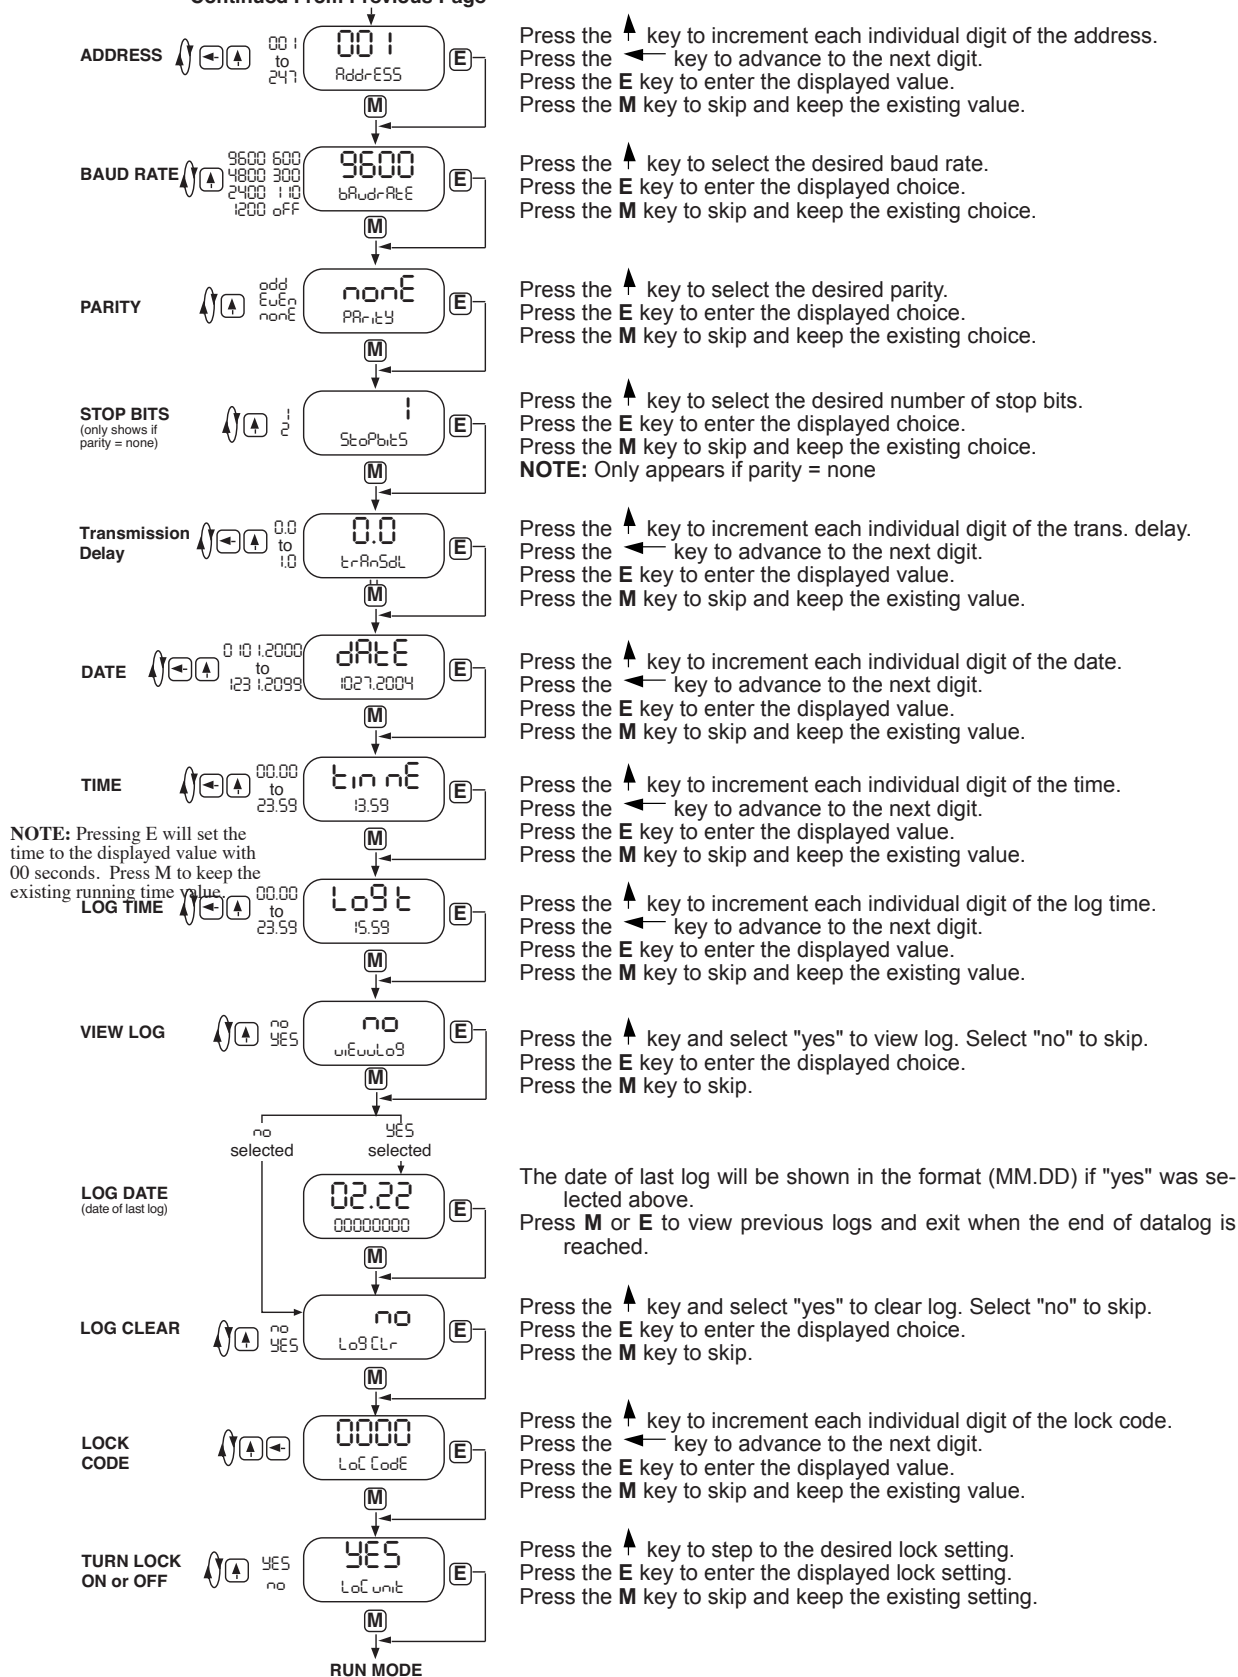 Continued From Previous Page
ADDRESS
001
to
247
001
AddrESS
E
M
Press the key to increment each individual digit of the address.
Press the key to advance to the next digit.
Press the E key to enter the displayed value.
Press the M key to skip and keep the existing value.
BAUD RATE
9600 600
4800 300
2400 110
1200 oFF
9600
bAudrAtE
E
M
Press the key to select the desired baud rate.
Press the E key to enter the displayed choice.
Press the M key to skip and keep the existing choice.
PARITY
odd
EvEn
nonE
nonE
PAritY
E
M
Press the key to select the desired parity.
Press the E key to enter the displayed choice.
Press the M key to skip and keep the existing choice.
STOP BITS
(only shows if
parity = none)
1
2
1
StoPbitS
E
M
Press the key to select the desired number of stop bits.
Press the E key to enter the displayed choice.
Press the M key to skip and keep the existing choice.
NOTE: Only appears if parity = none
Transmission
Delay
0.0
to
1.0
0.0
trAnSdL
E
M
Press the key to increment each individual digit of the trans. delay.
Press the key to advance to the next digit.
Press the E key to enter the displayed value.
Press the M key to skip and keep the existing value.
DATE
0101.2000
to
1231.2099
dAtE
1027.2004
E
M
Press the key to increment each individual digit of the date.
Press the key to advance to the next digit.
Press the E key to enter the displayed value.
Press the M key to skip and keep the existing value.
TIME
00.00
to
23.59
tinnE
13.59
E
M
Press the key to increment each individual digit of the time.
Press the key to advance to the next digit.
Press the E key to enter the displayed value.
Press the M key to skip and keep the existing value.
NOTE: Pressing E will set the
time to the displayed value with
00 seconds. Press M to keep the
existing running time value.
LOG TIME
00.00
to
23.59
Log t
15.59
E
M
Press the key to increment each individual digit of the log time.
Press the key to advance to the next digit.
Press the E key to enter the displayed value.
Press the M key to skip and keep the existing value.
VIEW LOG
no
YES
no
viEuuLog
E
M
Press the key and select "yes" to view log. Select "no" to skip.
Press the E key to enter the displayed choice.
Press the M key to skip.
no
selected
YES
selected
LOG DATE
(date of last log)
02.22
00000000
E
M
The date of last log will be shown in the format (MM.DD) if "yes" was se-
lected above.
Press M or E to view previous logs and exit when the end of datalog is
reached.
LOG CLEAR
no
YES
no
Log CLr
E
M
Press the key and select "yes" to clear log. Select "no" to skip.
Press the E key to enter the displayed choice.
Press the M key to skip.
LOCK
CODE
0000
LoC CodE
E
M
Press the key to increment each individual digit of the lock code.
Press the key to advance to the next digit.
Press the E key to enter the displayed value.
Press the M key to skip and keep the existing value.
TURN LOCK
ON or OFF
YES
no
YES
LoC unit
E
M
Press the key to step to the desired lock setting.
Press the E key to enter the displayed lock setting.
Press the M key to skip and keep the existing setting.
RUN MODE